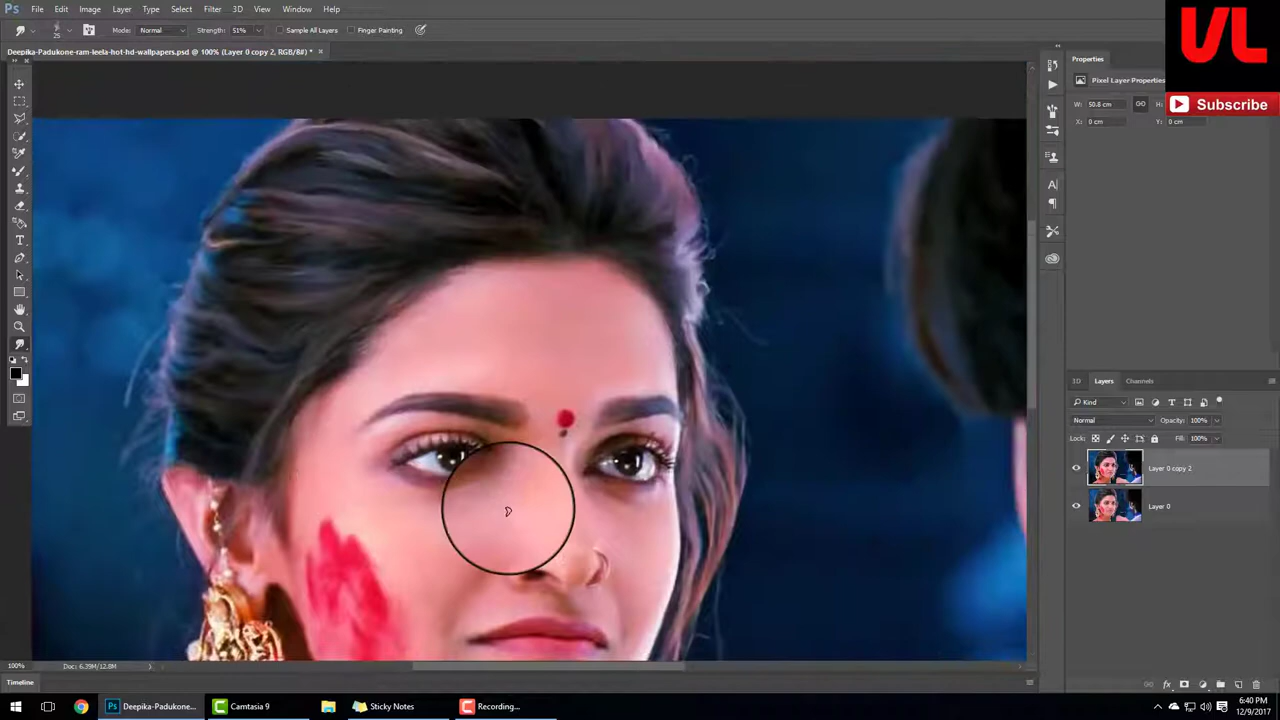 Ps File Edit Image Layer Type Select Filter 3D View Window Help
25 Mode: Normal Strength: 51% Sample All Layers Finger Painting
Deepika-Padukone-ram-leela-hot-hd-wallpapers.psd @ 100% (Layer 0 copy 2, RGB/8#) *
VL
Subscribe
Properties
Pixel Layer Properties
W: 50.8 cm H:
X: 0 cm Y: 0 cm
3D Layers Channels
Kind
Normal Opacity: 100%
Lock: Fill: 100%
Layer 0 copy 2
Layer 0
100% Doc: 6.39M/12.8M
Timeline
Ps Deepika-Padukone... Camtasia 9 Sticky Notes Recording...
6:40 PM
12/9/2017